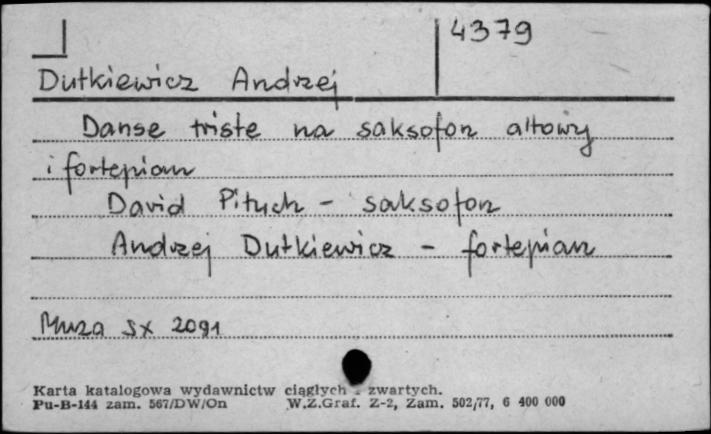 4379
Dutkiewicz Andrzej
Danse triste na saksofon altowy
i fortepian
David Pituch - saksofon
Andrzej Dutkiewicz - fortepian
Muza SX 2091
Karta katalogowa wydawnictw ciągłych i zwartych.
Pu-B-144 zam. 567/DW/On W.Z.Graf. Z-2, Zam. 502/77, 6 400 000